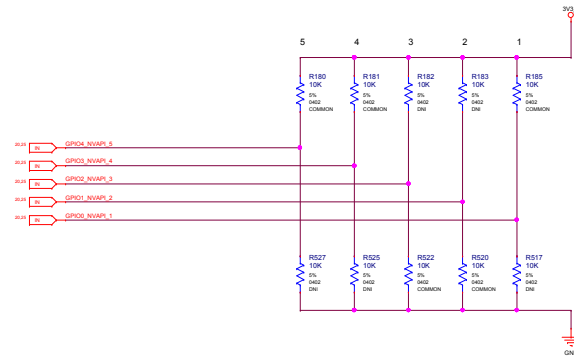 3V3
5 4 3 2 1
R180 R181 R182 R183 R185
10K 10K 10K 10K 10K
5% 5% 5% 5% 5%
0402 0402 0402 0402 0402
COMMON COMMON DNI DNI COMMON
20,25 IN GPIO4_NVAPI_5
20,25 IN GPIO3_NVAPI_4
20,25 IN GPIO2_NVAPI_3
20,25 IN GPIO1_NVAPI_2
20,25 IN GPIO0_NVAPI_1
R527 R525 R522 R520 R517
10K 10K 10K 10K 10K
5% 5% 5% 5% 5%
0402 0402 0402 0402 0402
DNI DNI COMMON COMMON DNI
GN